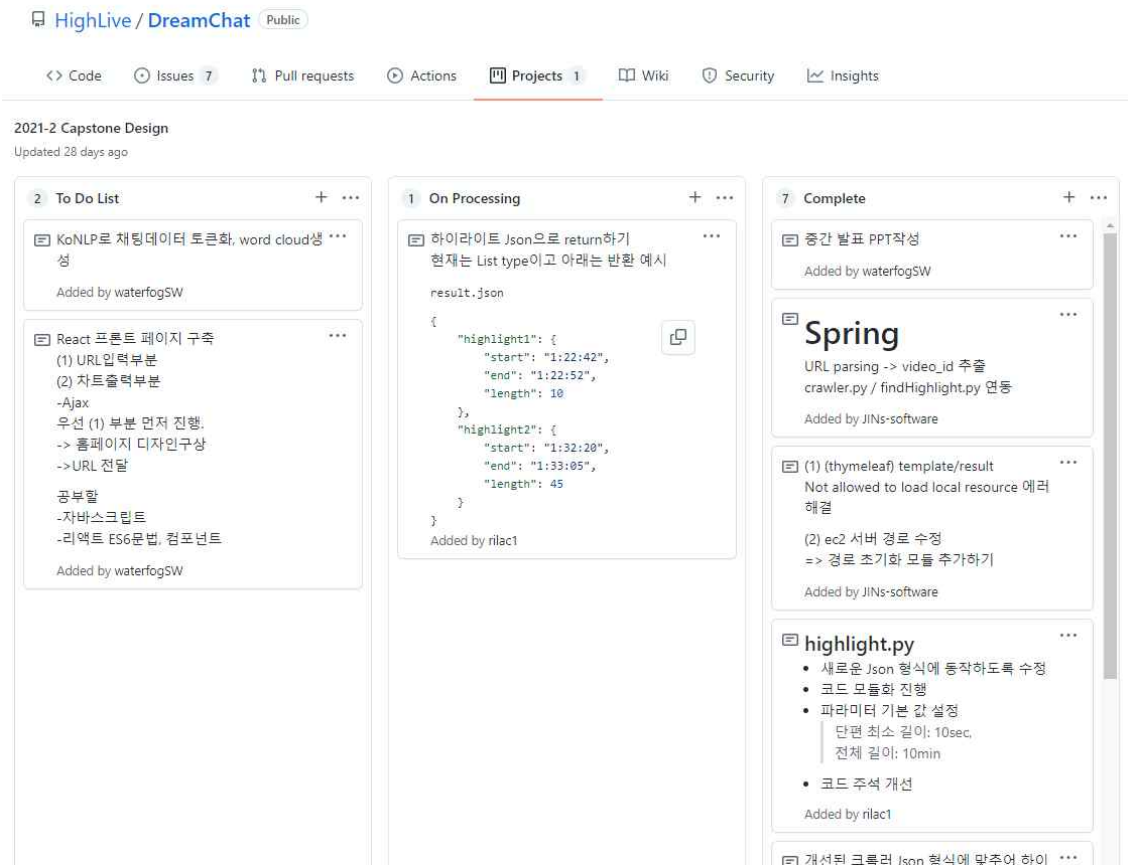 HighLive / DreamChat Public
Code Issues 7 Pull requests Actions Projects 1 Wiki Security Insights
2021-2 Capstone Design
Updated 28 days ago
2 To Do List
KoNLP로 채팅데이터 토큰화, word cloud생
성
Added by waterfogSW
React 프론트 페이지 구축
(1) URL입력부분
(2) 차트출력부분
-Ajax
우선 (1) 부분 먼저 진행.
-> 홈페이지 디자인구상
->URL 전달
공부할
-자바스크립트
-리액트 ES6문법, 컴포넌트
Added by waterfogSW
1 On Processing
하이라이트 Json으로 return하기
현재는 List type이고 아래는 반환 예시
result.json
{
"highlight1": {
"start": "1:22:42",
"end": "1:22:52",
"length": 10
},
"highlight2": {
"start": "1:32:20",
"end": "1:33:05",
"length": 45
}
}
Added by rilac1
7 Complete
중간 발표 PPT작성
Added by waterfogSW
Spring
URL parsing -> video_id 추출
crawler.py / findHighlight.py 연동
Added by JINs-software
(1) (thymeleaf) template/result
Not allowed to load local resource 에러
해결
(2) ec2 서버 경로 수정
=> 경로 초기화 모듈 추가하기
Added by JINs-software
highlight.py
• 새로운 Json 형식에 동작하도록 수정
• 코드 모듈화 진행
• 파라미터 기본 값 설정
단편 최소 길이: 10sec,
전체 길이: 10min
• 코드 주석 개선
Added by rilac1
개선된 크롤러 Json 형식에 맞추어 하이